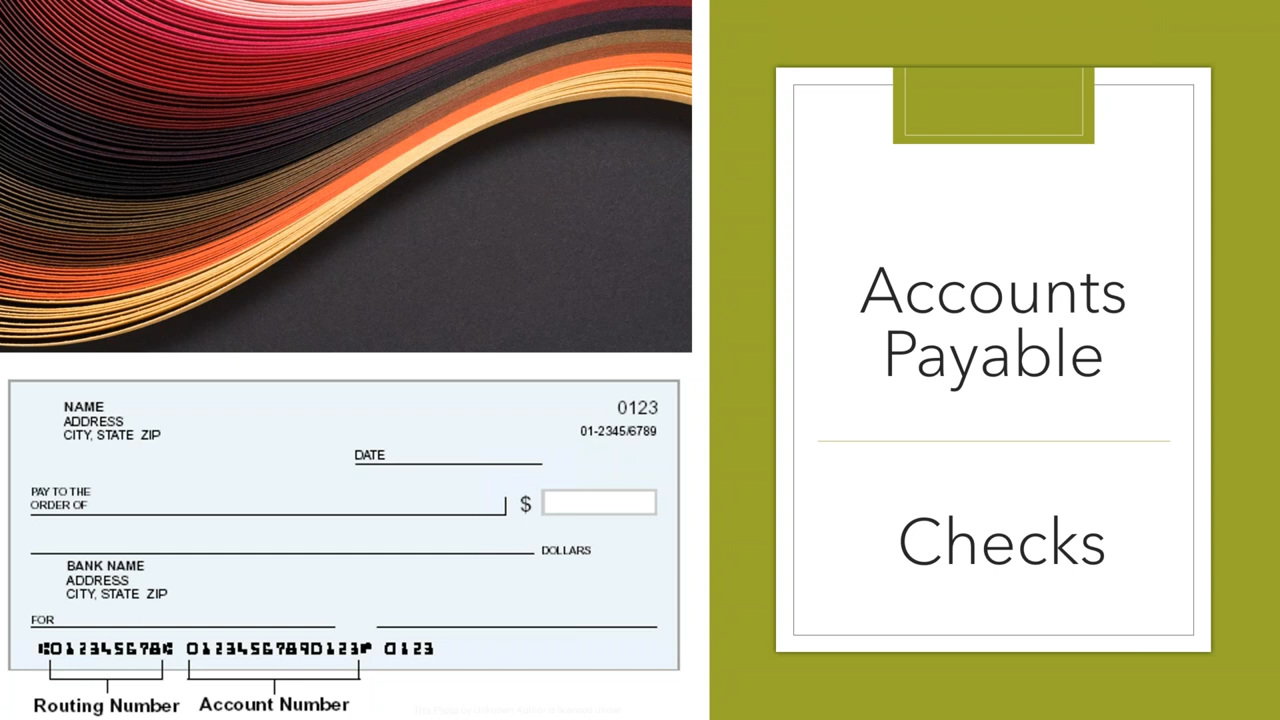 NAME
ADDRESS
CITY, STATE ZIP
0123
01-2345/6789
DATE
PAY TO THE
ORDER OF
$
DOLLARS
BANK NAME
ADDRESS
CITY, STATE ZIP
FOR
⑆012345678⑆ 01234567890123⑈ 0123
Routing Number
Account Number
Accounts
Payable
Checks